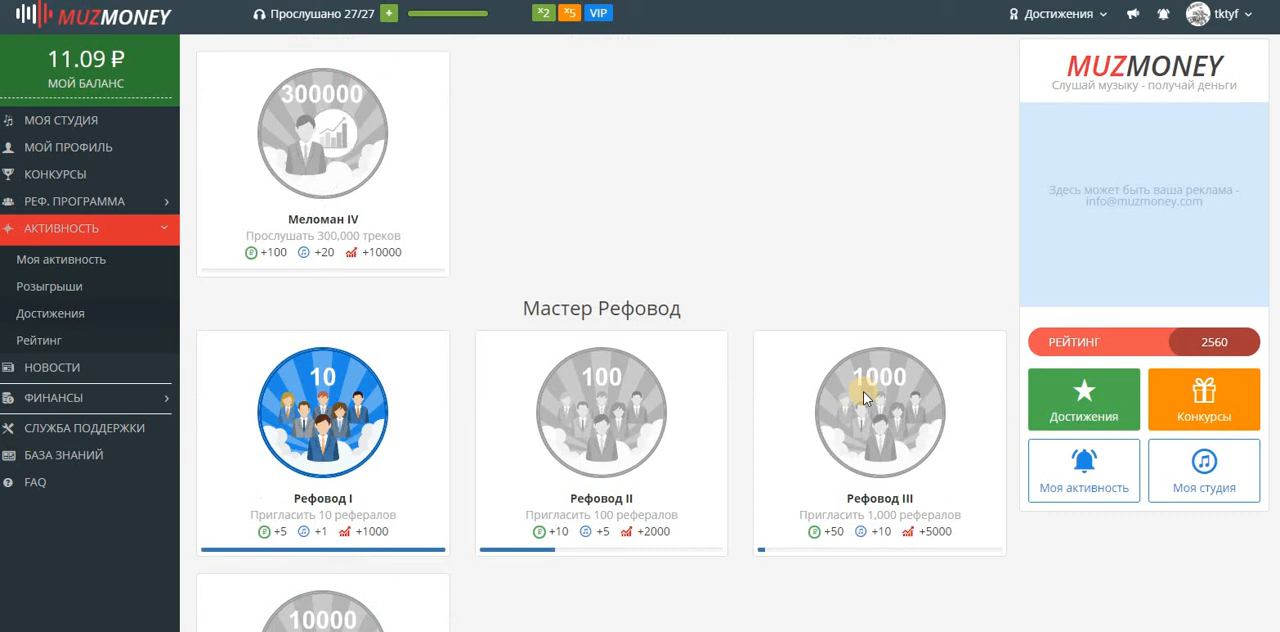 MUZMONEY
Прослушано 27/27 +
x2 x5 VIP
Достижения
tktyf
11.09 ₽
МОЙ БАЛАНС
МОЯ СТУДИЯ
МОЙ ПРОФИЛЬ
КОНКУРСЫ
РЕФ. ПРОГРАММА
АКТИВНОСТЬ
Моя активность
Розыгрыши
Достижения
Рейтинг
НОВОСТИ
ФИНАНСЫ
СЛУЖБА ПОДДЕРЖКИ
БАЗА ЗНАНИЙ
FAQ
300000
Меломан IV
Прослушать 300,000 треков
+100 +20 +10000
Мастер Рефовод
10
Рефовод I
Пригласить 10 рефералов
+5 +1 +1000
100
Рефовод II
Пригласить 100 рефералов
+10 +5 +2000
1000
Рефовод III
Пригласить 1,000 рефералов
+50 +10 +5000
10000
MUZMONEY
Слушай музыку - получай деньги
Здесь может быть ваша реклама -
info@muzmoney.com
РЕЙТИНГ 2560
Достижения
Конкурсы
Моя активность
Моя студия